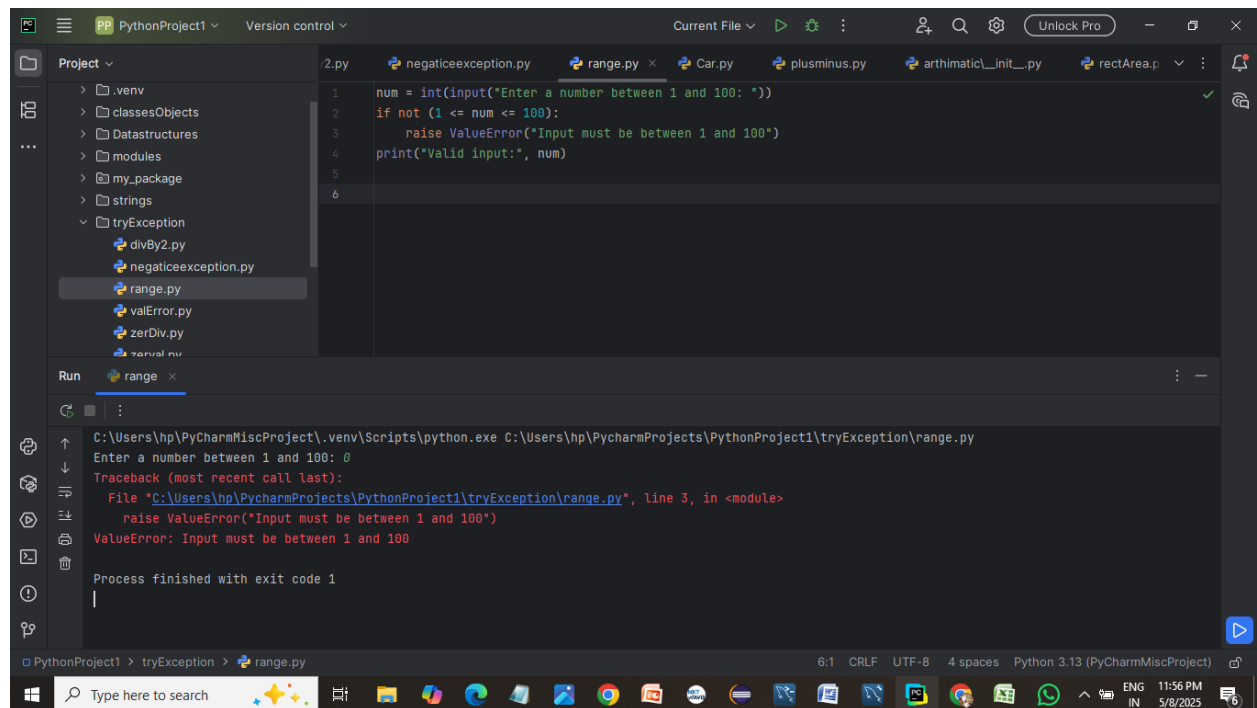 PC PP PythonProject1 Version control Current File Unlock Pro
Project
/2.py negaticeexception.py range.py Car.py plusminus.py arthimatic\__init__.py rectArea.p
.venv
classesObjects
Datastructures
modules
my_package
strings
tryException
divBy2.py
negaticeexception.py
range.py
valError.py
zerDiv.py
zerval.py
1 num = int(input("Enter a number between 1 and 100: "))
2 if not (1 <= num <= 100):
3 raise ValueError("Input must be between 1 and 100")
4 print("Valid input:", num)
5
6
Run range
C:\Users\hp\PyCharmMiscProject\.venv\Scripts\python.exe C:\Users\hp\PycharmProjects\PythonProject1\tryException\range.py
Enter a number between 1 and 100: 0
Traceback (most recent call last):
File "C:\Users\hp\PycharmProjects\PythonProject1\tryException\range.py", line 3, in <module>
raise ValueError("Input must be between 1 and 100")
ValueError: Input must be between 1 and 100
Process finished with exit code 1
PythonProject1 > tryException > range.py 6:1 CRLF UTF-8 4 spaces Python 3.13 (PyCharmMiscProject)
Type here to search ENG 11:56 PM
IN 5/8/2025 6